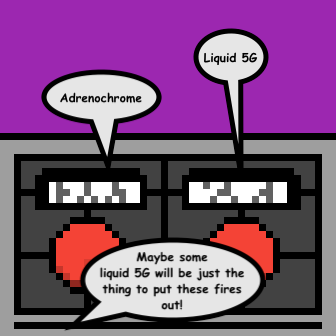 Liquid 5G
Adrenochrome
Maybe some
liquid 5G will be just the
thing to put these fires
out!